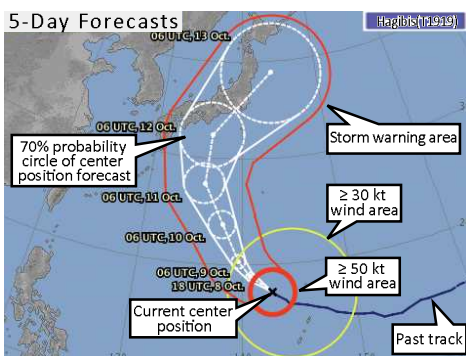 5-Day Forecasts
Hagibis(T1919)
06 UTC, 13 Oct.
06 UTC, 12 Oct.
Storm warning area
70% probability
circle of center
position forecast
06 UTC, 11 Oct.
≥ 30 kt
wind area
06 UTC, 10 Oct.
06 UTC, 9 Oct.
18 UTC, 8 Oct.
≥ 50 kt
wind area
Current center
position
Past track